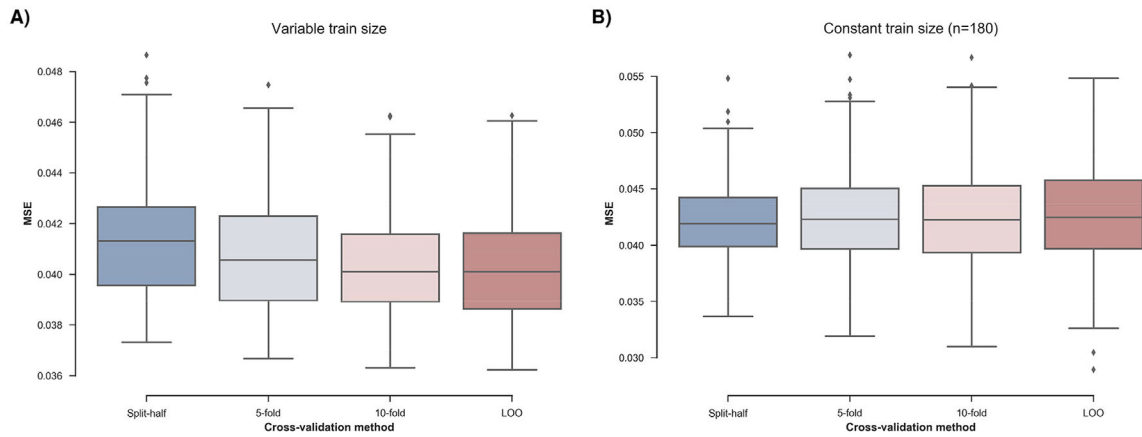 A)
Variable train size
0.048
0.046
0.044
0.042
0.040
0.038
0.036
MSE
Split-half
5-fold
10-fold
LOO
Cross-validation method
B)
Constant train size (n=180)
0.055
0.050
0.045
0.040
0.035
0.030
MSE
Split-half
5-fold
10-fold
LOO
Cross-validation method